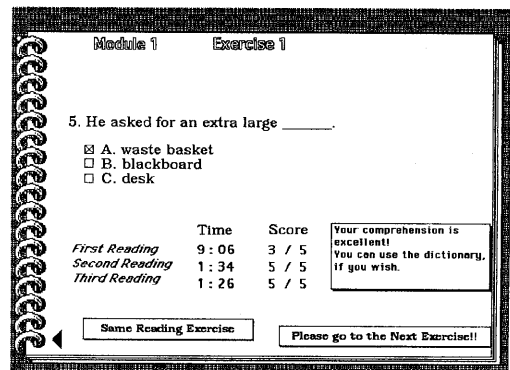 Module 1 Exercise 1
5. He asked for an extra large ______.
☒ A. waste basket
☐ B. blackboard
☐ C. desk
Time Score
First Reading 9:06 3 / 5
Second Reading 1:34 5 / 5
Third Reading 1:26 5 / 5
Your comprehension is
excellent!
You can use the dictionary,
if you wish.
Same Reading Exercise
Please go to the Next Exercise!!